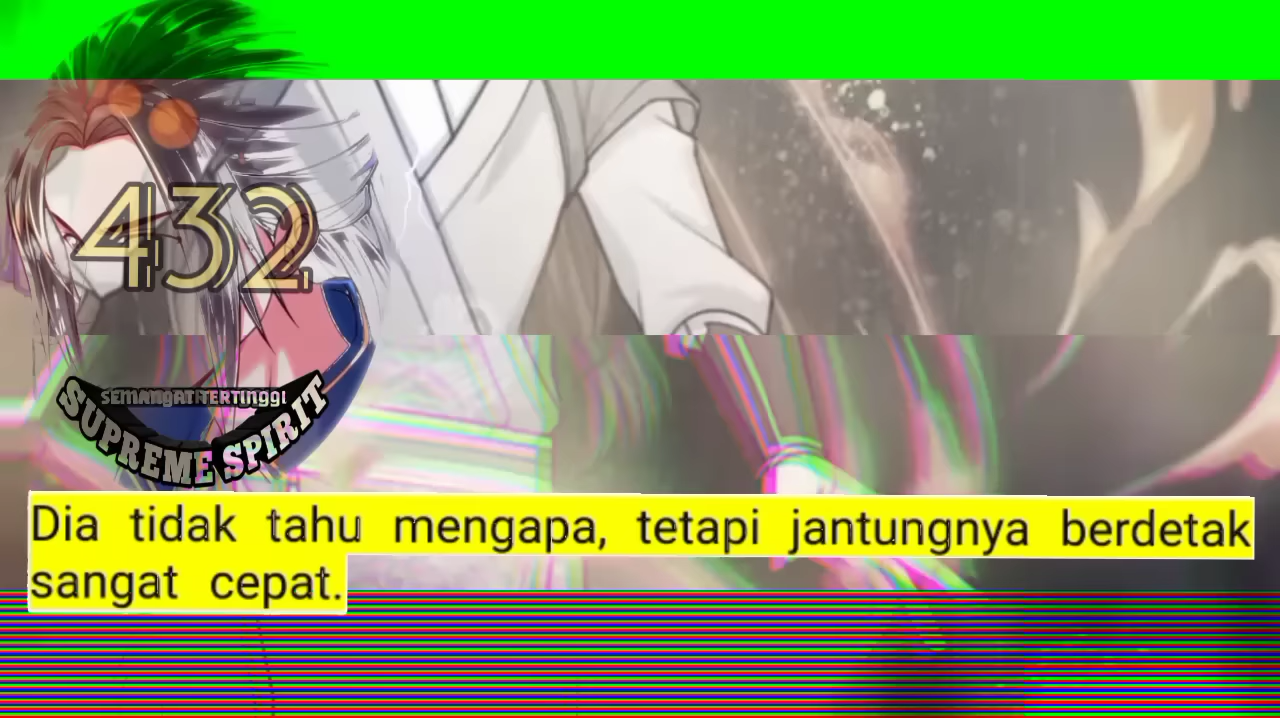 432
SEMANGAT TERTINGGI
SUPREME SPIRIT
Dia tidak tahu mengapa, tetapi jantungnya berdetak
sangat cepat.